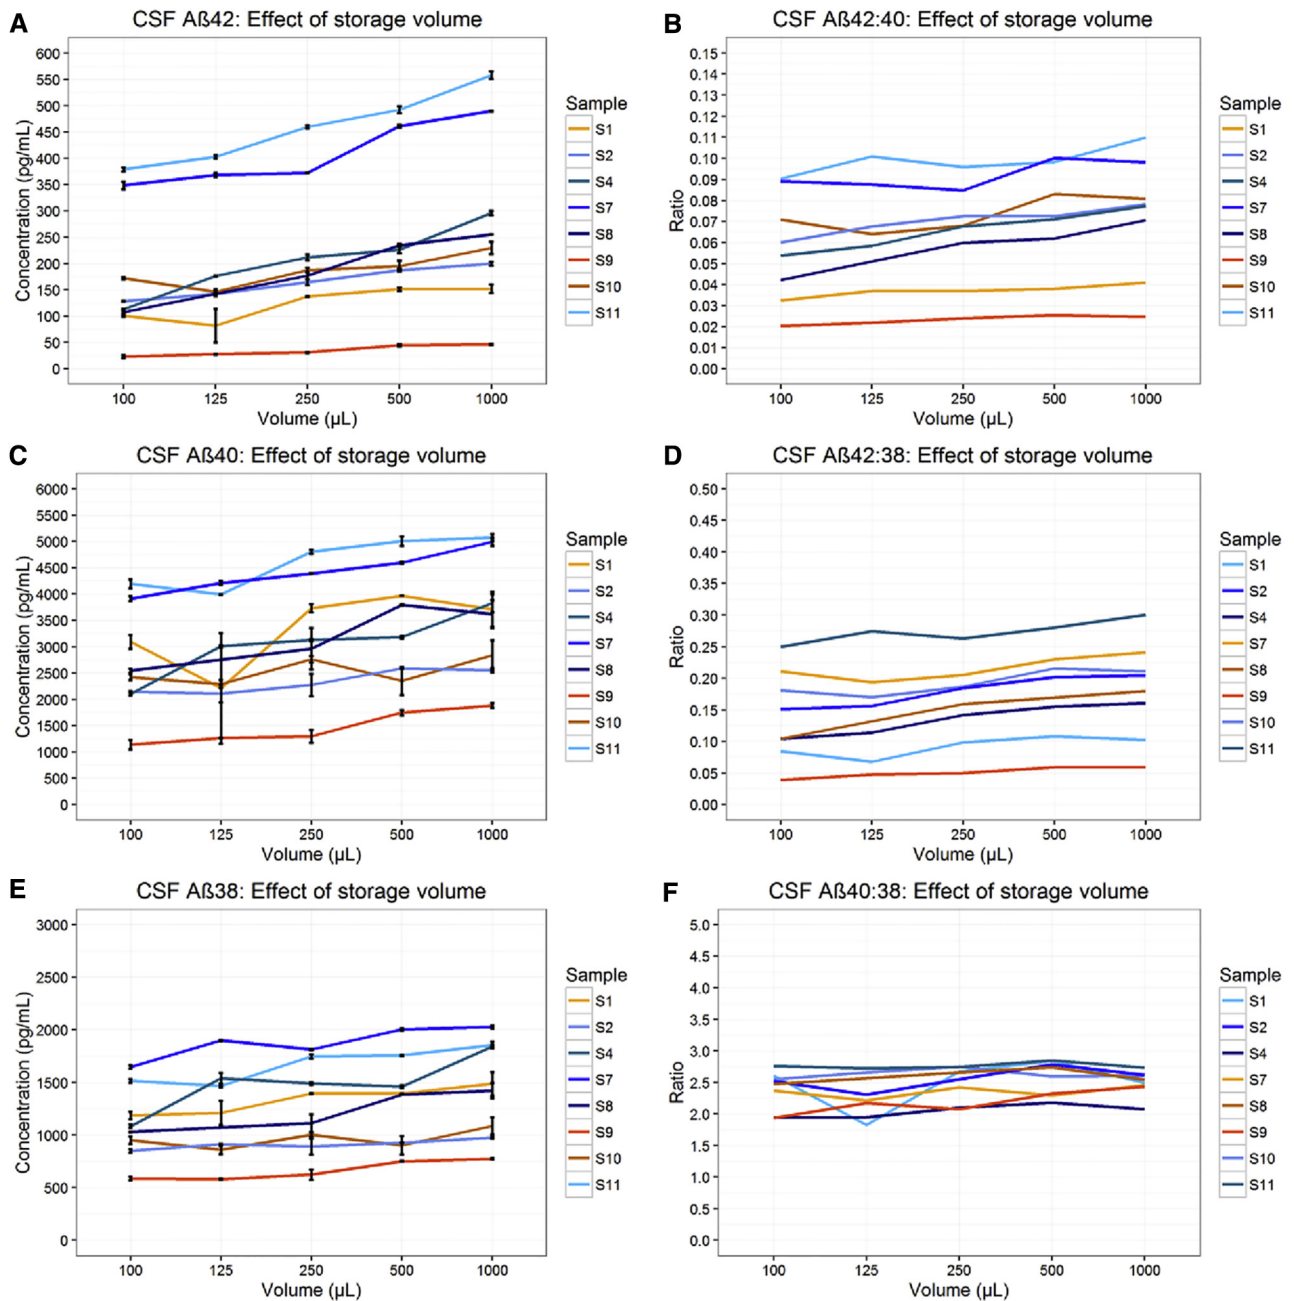 A
CSF Aß42: Effect of storage volume
600
550
500
450
400
350
300
250
200
150
100
50
0
Concentration (pg/mL)
100 125 250 500 1000
Volume (µL)
Sample
S1
S2
S4
S7
S8
S9
S10
S11
B
CSF Aß42:40: Effect of storage volume
0.15
0.14
0.13
0.12
0.11
0.10
0.09
0.08
0.07
0.06
0.05
0.04
0.03
0.02
0.01
0.00
Ratio
100 125 250 500 1000
Volume (µL)
Sample
S1
S2
S4
S7
S8
S9
S10
S11
C
CSF Aß40: Effect of storage volume
6000
5500
5000
4500
4000
3500
3000
2500
2000
1500
1000
500
0
Concentration (pg/mL)
100 125 250 500 1000
Volume (µL)
Sample
S1
S2
S4
S7
S8
S9
S10
S11
D
CSF Aß42:38: Effect of storage volume
0.50
0.45
0.40
0.35
0.30
0.25
0.20
0.15
0.10
0.05
0.00
Ratio
100 125 250 500 1000
Volume (µL)
Sample
S1
S2
S4
S7
S8
S9
S10
S11
E
CSF Aß38: Effect of storage volume
3000
2500
2000
1500
1000
500
0
Concentration (pg/mL)
100 125 250 500 1000
Volume (µL)
Sample
S1
S2
S4
S7
S8
S9
S10
S11
F
CSF Aß40:38: Effect of storage volume
5.0
4.5
4.0
3.5
3.0
2.5
2.0
1.5
1.0
0.5
0.0
Ratio
100 125 250 500 1000
Volume (µL)
Sample
S1
S2
S4
S7
S8
S9
S10
S11